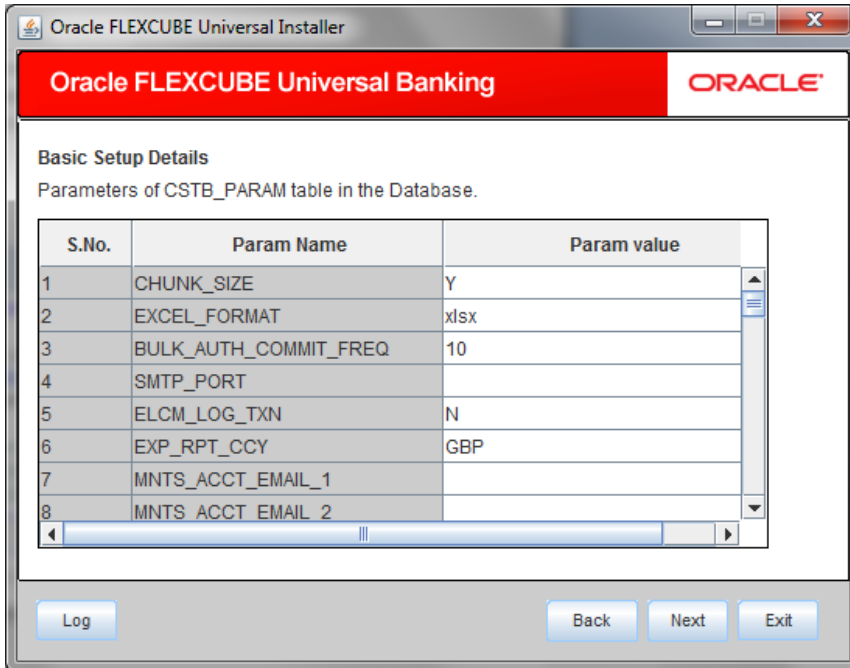 Oracle FLEXCUBE Universal Installer
Oracle FLEXCUBE Universal Banking ORACLE
Basic Setup Details
Parameters of CSTB_PARAM table in the Database.
S.No. Param Name Param value
1 CHUNK_SIZE Y
2 EXCEL_FORMAT xlsx
3 BULK_AUTH_COMMIT_FREQ 10
4 SMTP_PORT
5 ELCM_LOG_TXN N
6 EXP_RPT_CCY GBP
7 MNTS_ACCT_EMAIL_1
8 MNTS_ACCT_EMAIL_2
Log Back Next Exit